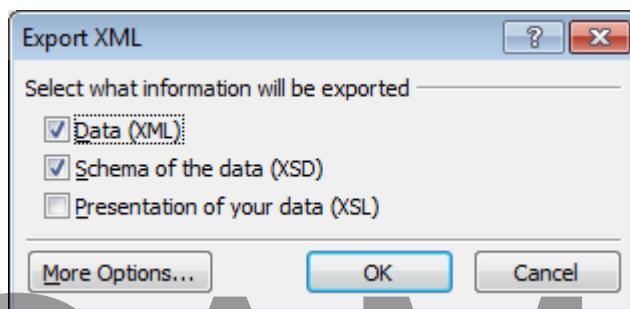 Export XML
Select what information will be exported
Data (XML)
Schema of the data (XSD)
Presentation of your data (XSL)
More Options... OK Cancel